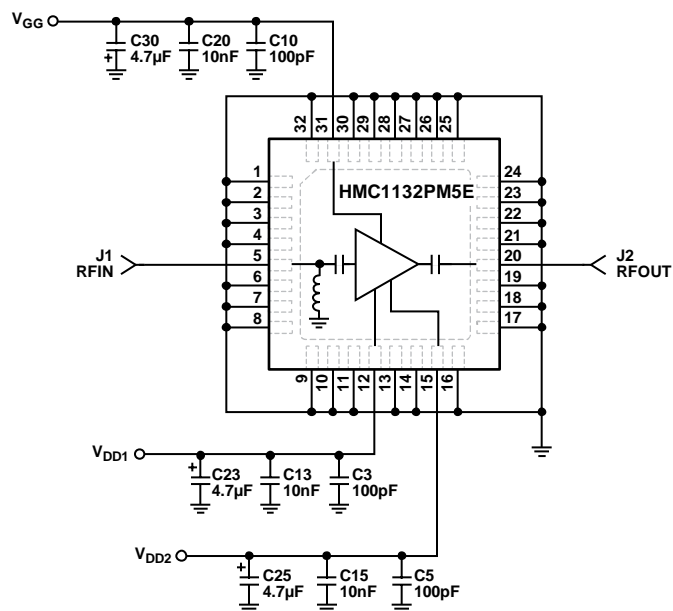 VGG
C30
4.7µF
+
C20
10nF
C10
100pF
32
31
30
29
28
27
26
25
HMC1132PM5E
1
2
3
4
5
6
7
8
24
23
22
21
20
19
18
17
J1
RFIN
J2
RFOUT
9
10
11
12
13
14
15
16
VDD1
+
C23
4.7µF
C13
10nF
C3
100pF
VDD2
+
C25
4.7µF
C15
10nF
C5
100pF